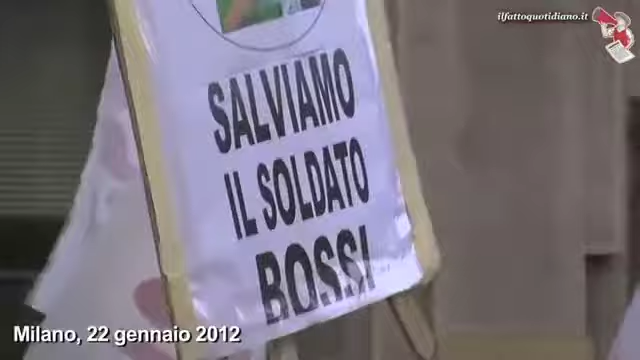 ilfattoquotidiano.it
SALVIAMO
IL SOLDATO
BOSSI
Milano, 22 gennaio 2012